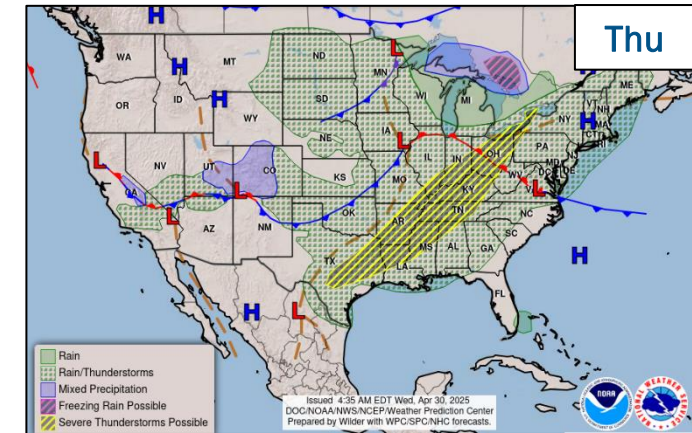 Thu
H
H
H
H
H
H
L
L
L
L
L
L
L
WA
OR
CA
ID
NV
MT
WY
UT
AZ
CO
NM
ND
SD
NE
KS
OK
TX
MN
IA
MO
AR
LA
WI
IL
MI
IN
OH
KY
TN
MS
AL
GA
FL
SC
NC
WV
PA
NY
VT
NH
ME
MA
CT
RI
NJ
MD
DE
DC
Rain
Rain/Thunderstorms
Mixed Precipitation
Freezing Rain Possible
Severe Thunderstorms Possible
Issued 4:35 AM EDT Wed, Apr 30, 2025
DOC/NOAA/NWS/NCEP/Weather Prediction Center
Prepared by Wilder with WPC/SPC/NHC forecasts.
NOAA
NATIONAL WEATHER SERVICE